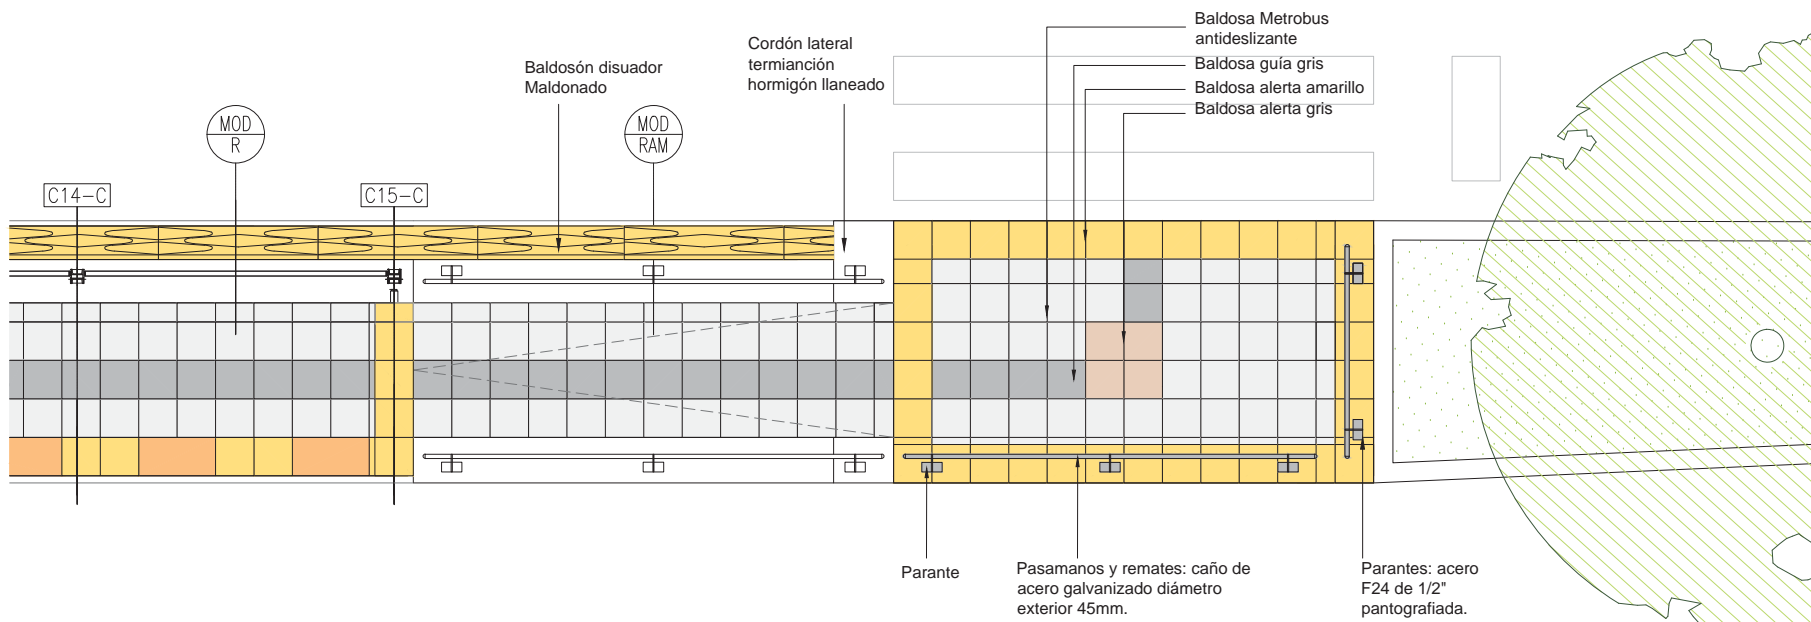 Baldosa Metrobus
antideslizante
Baldosa guía gris
Baldosa alerta amarillo
Baldosa alerta gris
Cordón lateral
termianción
hormigón llaneado
Baldosón disuador
Maldonado
MOD
R
MOD
RAM
C14-C
C15-C
Parante
Pasamanos y remates: caño de
acero galvanizado diámetro
exterior 45mm.
Parantes: acero
F24 de 1/2"
pantografiada.